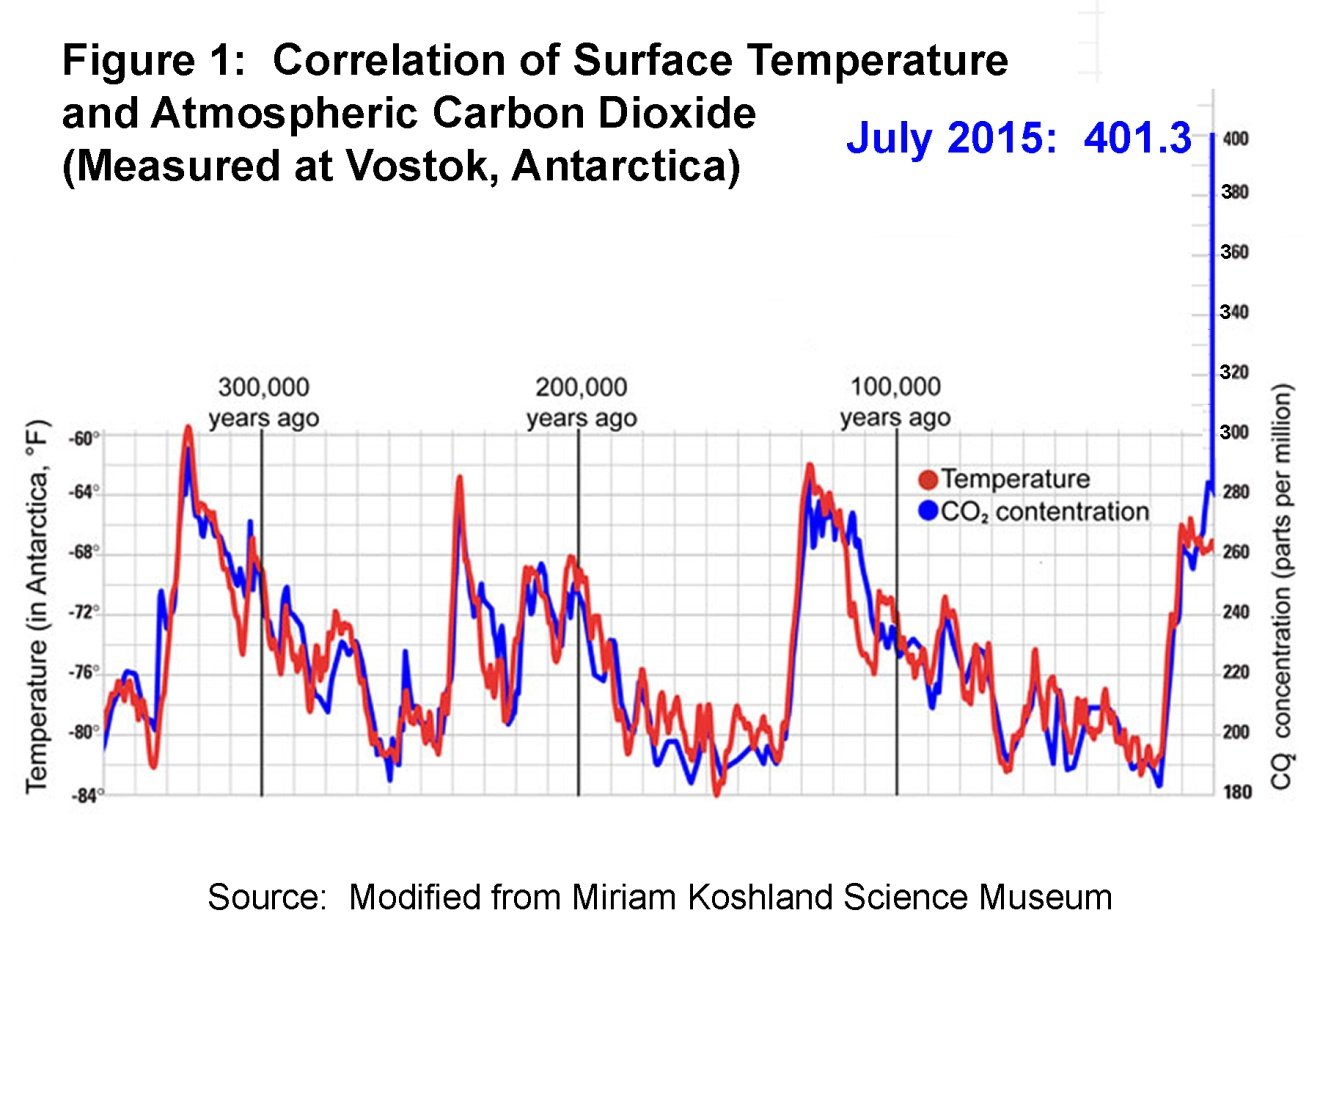 Figure 1:  Correlation of Surface Temperature
and Atmospheric Carbon Dioxide
(Measured at Vostok, Antarctica)
July 2015:  401.3
400
380
360
340
320
300
280
260
240
220
200
180
CO₂ concentration (parts per million)
300,000
years ago
200,000
years ago
100,000
years ago
Temperature (in Antarctica, °F)
-60°
-64°
-68°
-72°
-76°
-80°
-84°
Temperature
CO₂ contentration
Source:  Modified from Miriam Koshland Science Museum